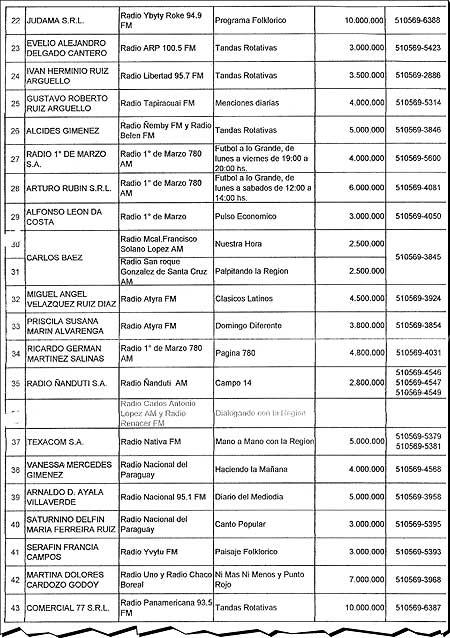 22 JUDAMA S.R.L. Radio Ybyty Roke 94.9 FM Programa Folklorico 10.000.000 510569-6388
23 EVELIO ALEJANDRO DELGADO CANTERO Radio ARP 100.5 FM Tandas Rotativas 3.000.000 510569-5423
24 IVAN HERMINIO RUIZ ARGUELLO Radio Libertad 95.7 FM Tandas Rotativas 3.500.000 510569-2886
25 GUSTAVO ROBERTO RUIZ ARGUELLO Radio Tapiracuai FM Menciones diarias 4.000.000 510569-5314
26 ALCIDES GIMENEZ Radio Ñemby FM y Radio Belen FM Tandas Rotativas 5.000.000 510569-3846
27 RADIO 1° DE MARZO S.A. Radio 1° de Marzo 780 AM Futbol a lo Grande, de lunes a viernes de 19:00 a 20:00 hs. 4.000.000 510569-5600
28 ARTURO RUBIN S.R.L. Radio 1° de Marzo 780 AM Futbol a lo Grande, de lunes a sabados de 12:00 a 14:00 hs. 6.000.000 510569-4081
29 ALFONSO LEON DA COSTA Radio 1° de Marzo Pulso Economico 3.000.000 510569-4050
30 CARLOS BAEZ Radio Mcal.Francisco Solano Lopez AM Nuestra Hora 2.500.000 510569-3845
31 Radio San roque Gonzalez de Santa Cruz AM Palpitando la Region 2.500.000
32 MIGUEL ANGEL VELAZQUEZ RUIZ DIAZ Radio Atyra FM Clasicos Latinos 4.500.000 510569-3924
33 PRISCILA SUSANA MARIN ALVARENGA Radio Atyra FM Domingo Diferente 3.800.000 510569-3854
34 RICARDO GERMAN MARTINEZ SALINAS Radio 1° de Marzo 780 AM Pagina 780 4.800.000 510569-4031
35 RADIO ÑANDUTI S.A. Radio Ñanduti AM Campo 14 2.800.000 510569-4546 510569-4547 510569-4549
Radio Carlos Antonio Lopez AM y Radio Renacer FM Dialogando con la Region
37 TEXACOM S.A. Radio Nativa FM Mano a Mano con la Region 5.000.000 510569-5379 510569-5381
38 VANESSA MERCEDES GIMENEZ Radio Nacional del Paraguay Haciendo la Mañana 4.000.000 510569-4568
39 ARNALDO D. AYALA VILLAVERDE Radio Nacional 95.1 FM Diario del Mediodia 5.000.000 510569-3958
40 SATURNINO DELFIN MARIA FERREIRA RUIZ Radio Nacional del Paraguay Canto Popular 3.000.000 510569-5395
41 SERAFIN FRANCIA CAMPOS Radio Yvytu FM Paisaje Folklorico 3.000.000 510569-5393
42 MARTINA DOLORES CARDOZO GODOY Radio Uno y Radio Chaco Boreal Ni Mas Ni Menos y Punto Rojo 7.000.000 510569-3968
43 COMERCIAL 77 S.R.L. Radio Panamericana 93,5 FM Tandas Rotativas 10.000.000 510569-6387